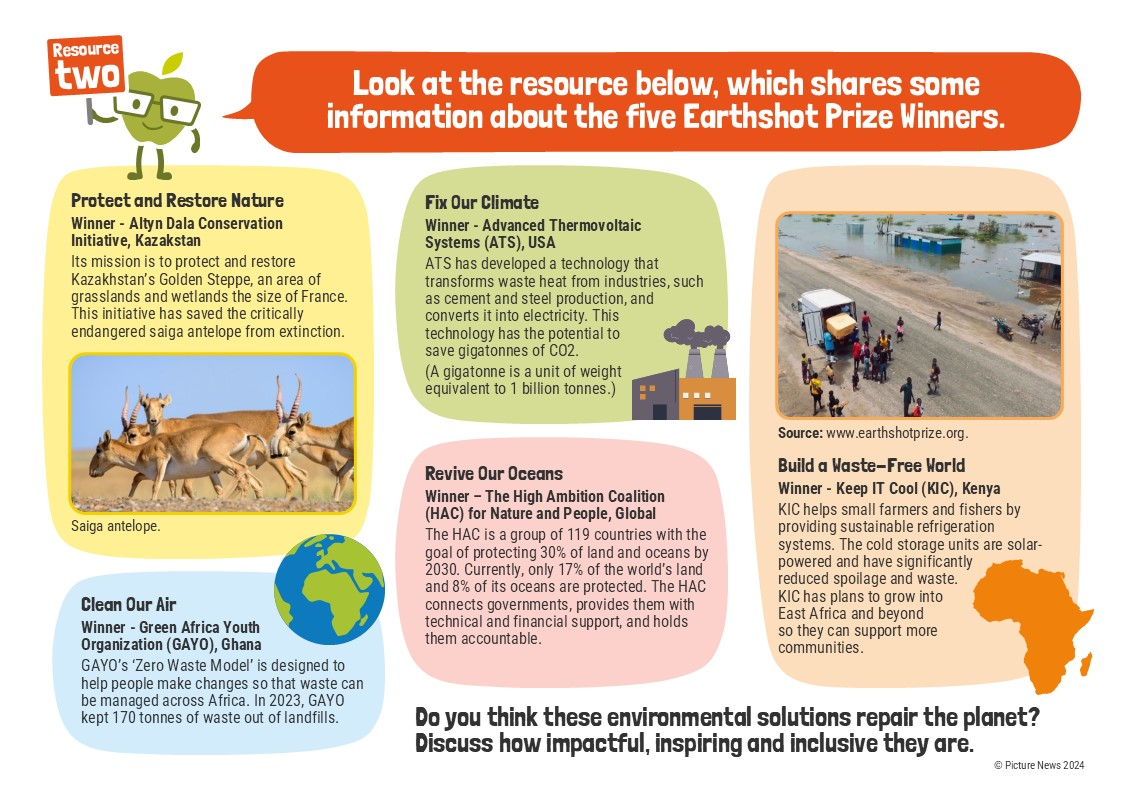 Resource
two
Look at the resource below, which shares some
information about the five Earthshot Prize Winners.
Protect and Restore Nature
Winner - Altyn Dala Conservation
Initiative, Kazakstan
Its mission is to protect and restore
Kazakhstan's Golden Steppe, an area of
grasslands and wetlands the size of France.
This initiative has saved the critically
endangered saiga antelope from extinction.
Saiga antelope.
Clean Our Air
Winner - Green Africa Youth
Organization (GAYO), Ghana
GAYO's 'Zero Waste Model' is designed to
help people make changes so that waste can
be managed across Africa. In 2023, GAYO
kept 170 tonnes of waste out of landfills.
Fix Our Climate
Winner - Advanced Thermovoltaic
Systems (ATS), USA
ATS has developed a technology that
transforms waste heat from industries, such
as cement and steel production, and
converts it into electricity. This
technology has the potential to
save gigatonnes of CO2.
(A gigatonne is a unit of weight
equivalent to 1 billion tonnes.)
Revive Our Oceans
Winner – The High Ambition Coalition
(HAC) for Nature and People, Global
The HAC is a group of 119 countries with the
goal of protecting 30% of land and oceans by
2030. Currently, only 17% of the world's land
and 8% of its oceans are protected. The HAC
connects governments, provides them with
technical and financial support, and holds
them accountable.
Source: www.earthshotprize.org.
Build a Waste-Free World
Winner - Keep IT Cool (KIC), Kenya
KIC helps small farmers and fishers by
providing sustainable refrigeration
systems. The cold storage units are solar-
powered and have significantly
reduced spoilage and waste.
KIC has plans to grow into
East Africa and beyond
so they can support more
communities.
Do you think these environmental solutions repair the planet?
Discuss how impactful, inspiring and inclusive they are.
© Picture News 2024